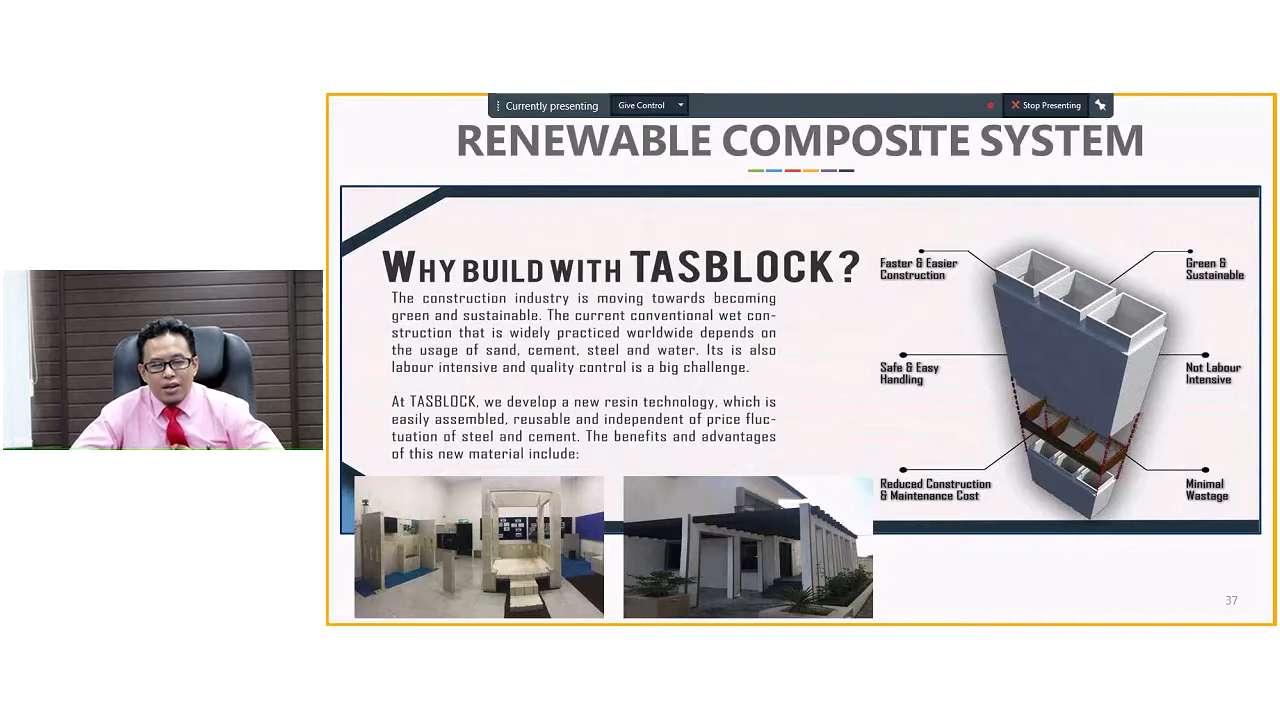 Currently presenting
Give Control
Stop Presenting
RENEWABLE COMPOSITE SYSTEM
WHY BUILD WITH TASBLOCK?
The construction industry is moving towards becoming
green and sustainable. The current conventional wet con-
struction that is widely practiced worldwide depends on
the usage of sand, cement, steel and water. Its is also
labour intensive and quality control is a big challenge.
At TASBLOCK, we develop a new resin technology, which is
easily assembled, reusable and independent of price fluc-
tuation of steel and cement. The benefits and advantages
of this new material include:
Faster & Easier
Construction
Green &
Sustainable
Safe & Easy
Handling
Not Labour
Intensive
Reduced Construction
& Maintenance Cost
Minimal
Wastage
37